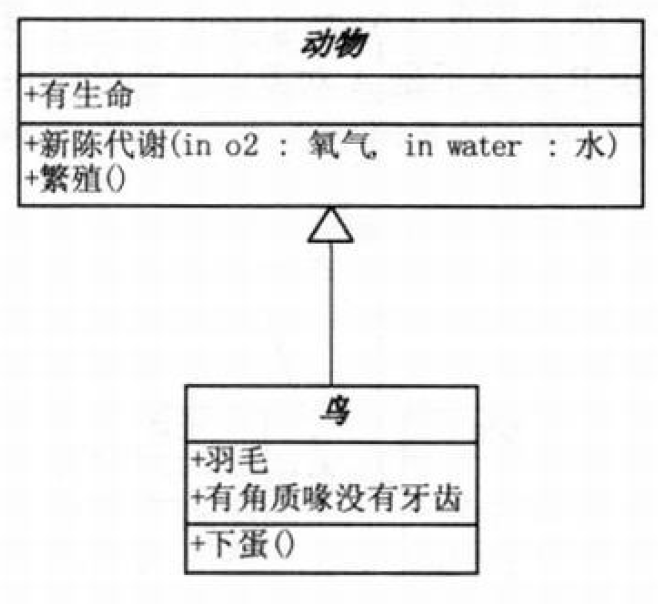 动物
+有生命
+新陈代谢(in o2 : 氧气, in water : 水)
+繁殖()
鸟
+羽毛
+有角质喙没有牙齿
+下蛋()